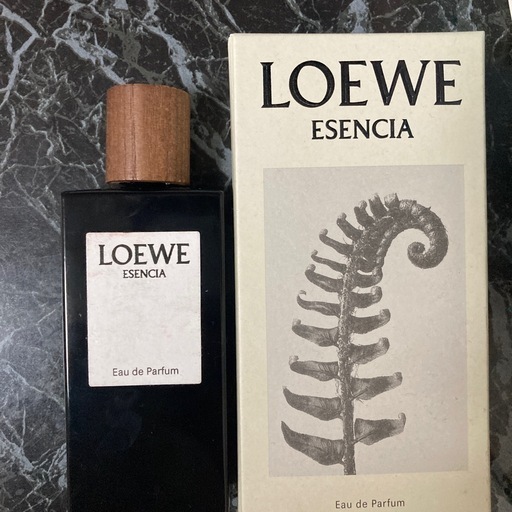 LOEWE
ESENCIA
Eau de Parfum
LOEWE
ESENCIA
Eau de Parfum